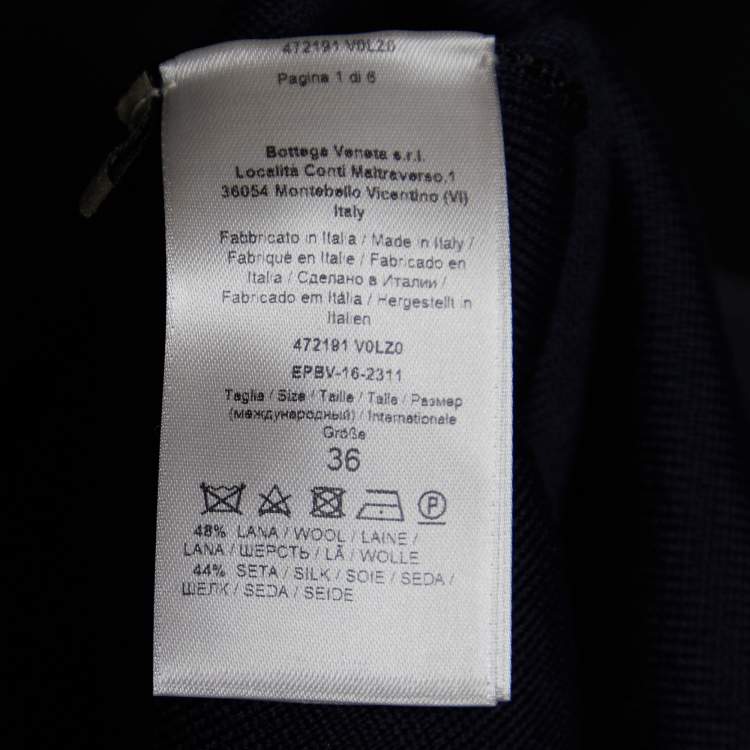 472191 V0LZ0
Pagina 1 di 6
Bottega Veneta s.r.l.
Località Conti Maltraverso,1
36054 Montebello Vicentino (VI)
Italy
Fabbricato in Italia / Made in Italy /
Fabriqué en Italie / Fabricado en
Italia / Сделано в Италии /
Fabricado em Itália / Hergestellt in
Italien
472191 V0LZ0
EPBV-16-2311
Taglia / Size / Taille / Talla / Размер
(международный) / Internationale
Größe
36
P
48% LANA / WOOL / LAINE /
LANA / ШЕРСТЬ / LÃ / WOLLE
44% SETA / SILK / SOIE / SEDA /
ШЕЛК / SEDA / SEIDE